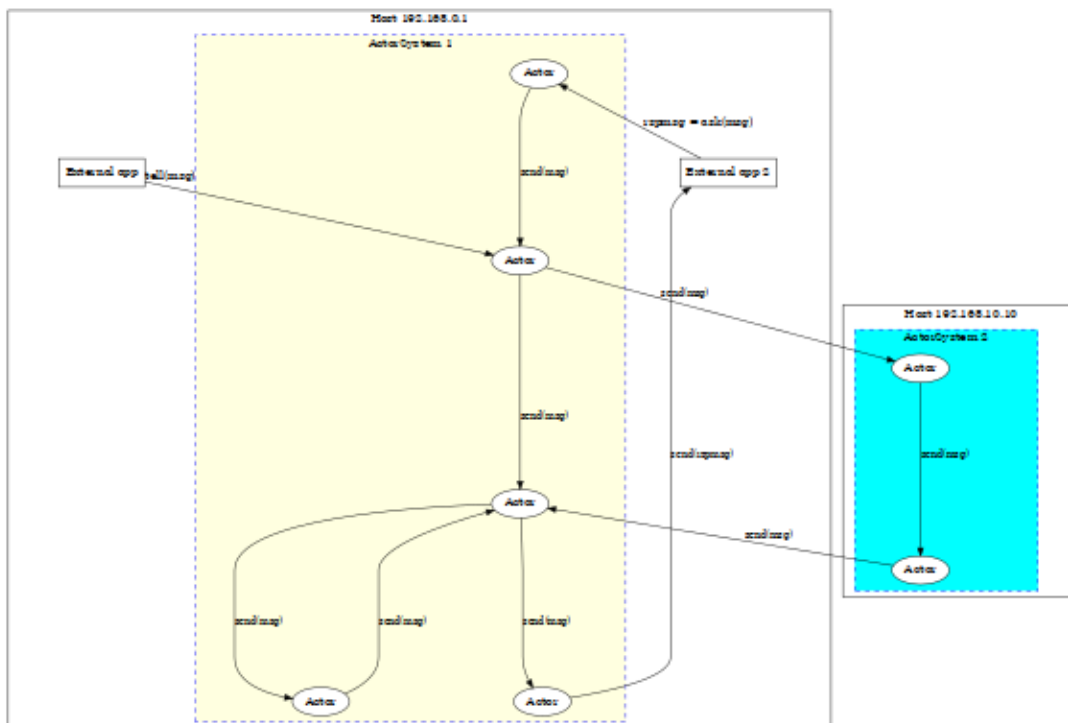 Host 192.168.0.1
ActorSystem 1
Actor
rspmsg = ask(msg)
External app
tell(msg)
send(msg)
External app 2
Actor
send(msg)
Host 192.168.10.10
ActorSystem 2
Actor
send(msg)
send(rspmsg)
send(msg)
Actor
send(msg)
Actor
send(msg)
send(msg)
send(msg)
Actor
Actor